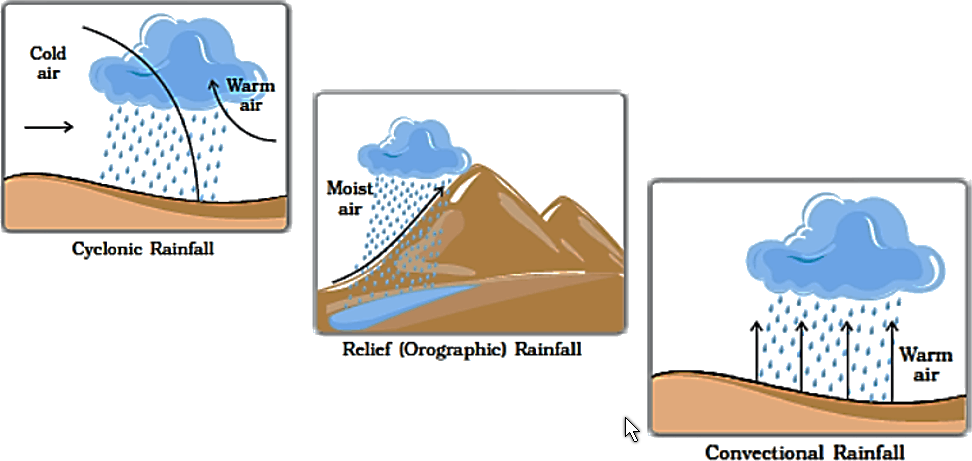 Cold
air
Warm
air
Cyclonic Rainfall
Moist
air
Relief (Orographic) Rainfall
Warm
air
Convectional Rainfall